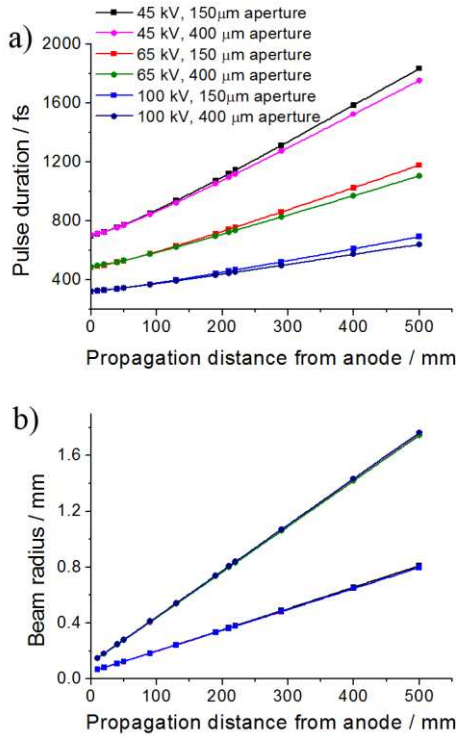 a)
45 kV, 150μm aperture
45 kV, 400 μm aperture
65 kV, 150 μm aperture
65 kV, 400 μm aperture
100 kV, 150μm aperture
100 kV, 400 μm aperture
2000
1600
1200
800
400
Pulse duration / fs
0 100 200 300 400 500
Propagation distance from anode / mm
b)
1.6
1.2
0.8
0.4
0.0
Beam radius / mm
0 100 200 300 400 500
Propagation distance from anode / mm